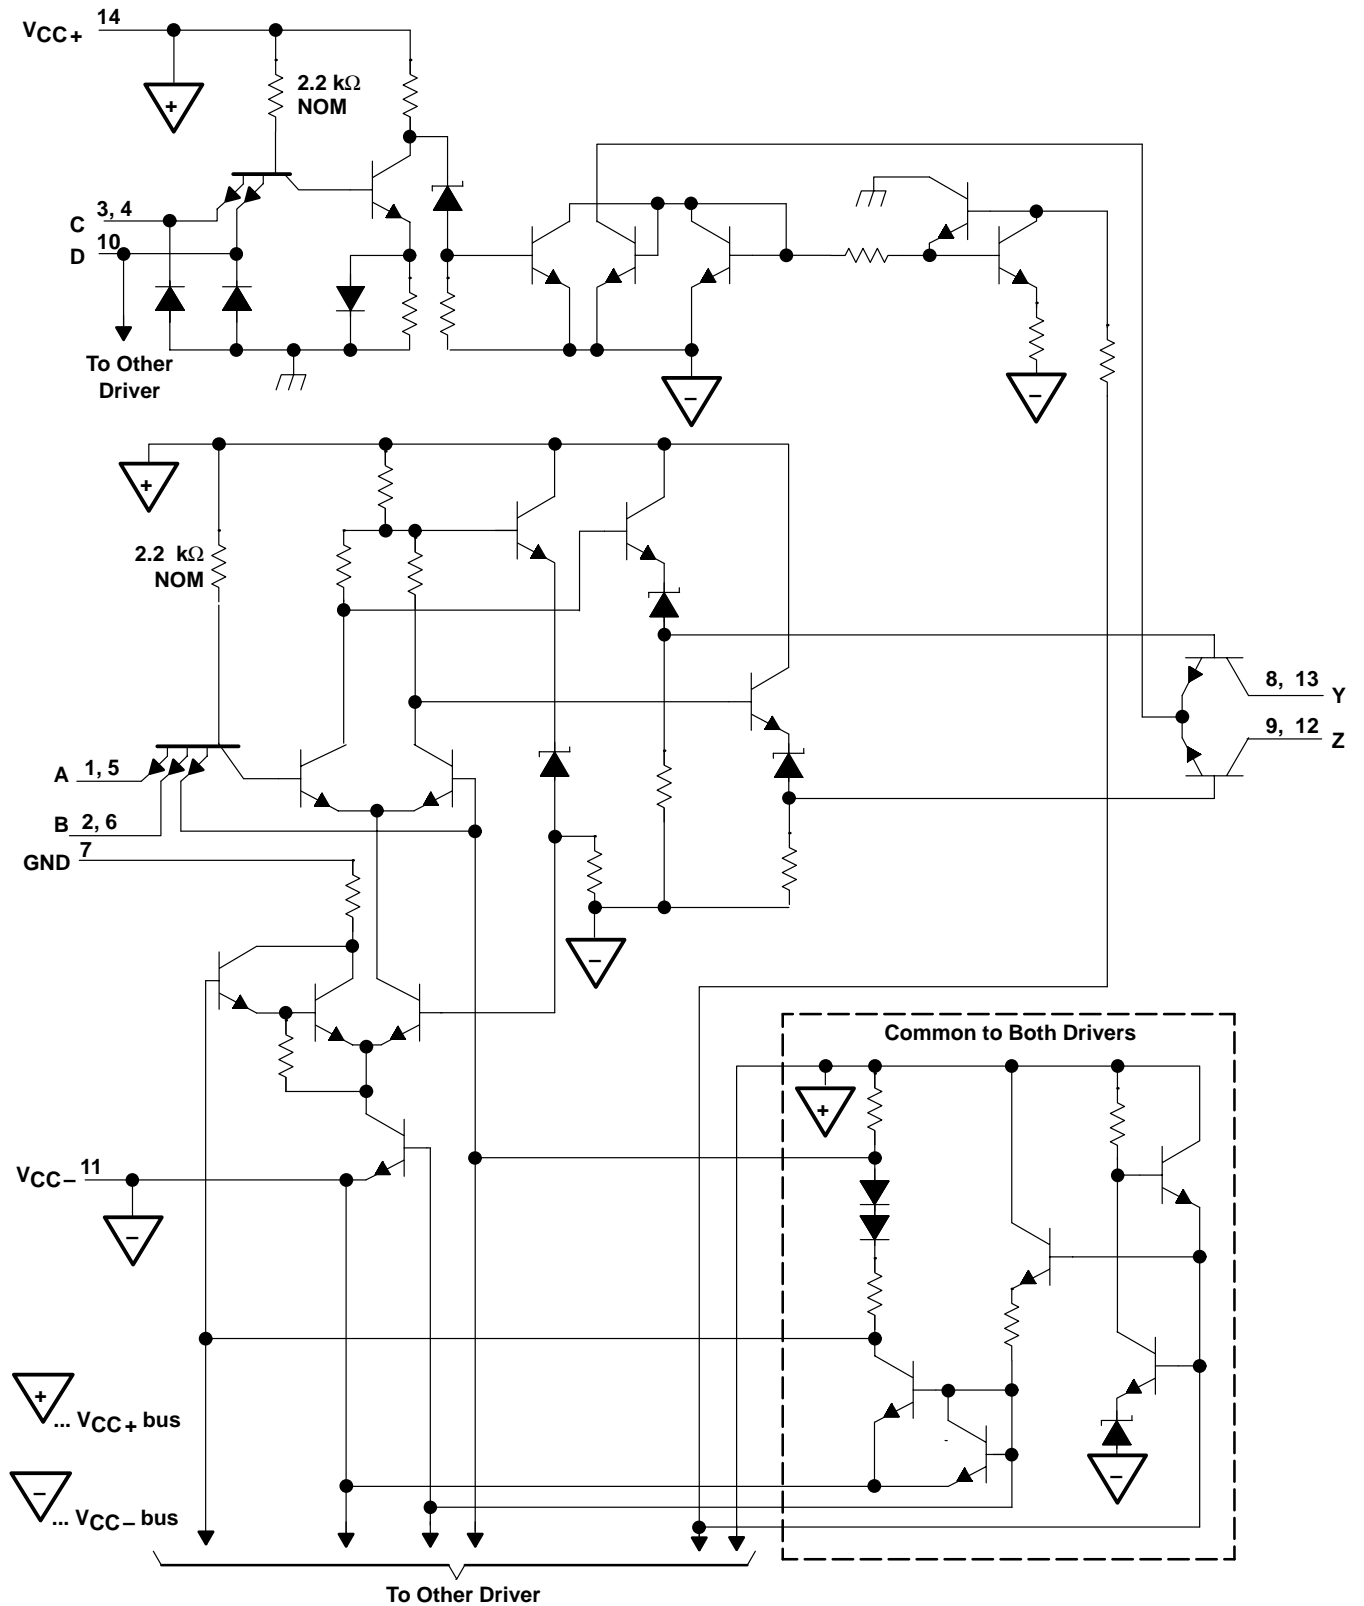 VCC+ 14
2.2 kΩ
NOM
C 3, 4
D 10
To Other
Driver
+
−
−
+
2.2 kΩ
NOM
8, 13 Y
9, 12 Z
A 1, 5
B 2, 6
GND 7
−
Common to Both Drivers
+
VCC− 11
−
+ ... VCC+ bus
−
− ... VCC− bus
To Other Driver